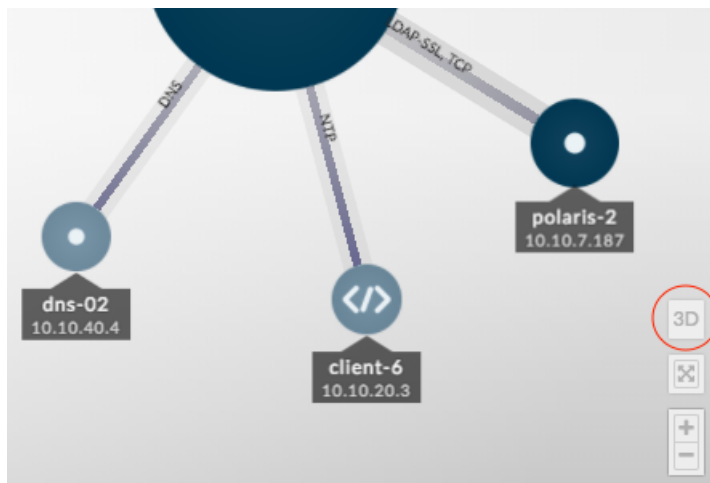 LDAP-SSL, TCP
DNS
NTP
polaris-2
10.10.7.187
dns-02
10.10.40.4
3D
</>
client-6
10.10.20.3
+
−